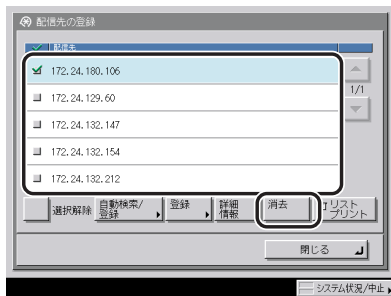 配信先の登録
配信先
172.24.180.106
172.24.129.60
172.24.132.147
172.24.132.154
172.24.132.212
1/1
選択解除
自動検索/
登録
登録
詳細
情報
消去
リスト
プリント
閉じる
システム状況/中止